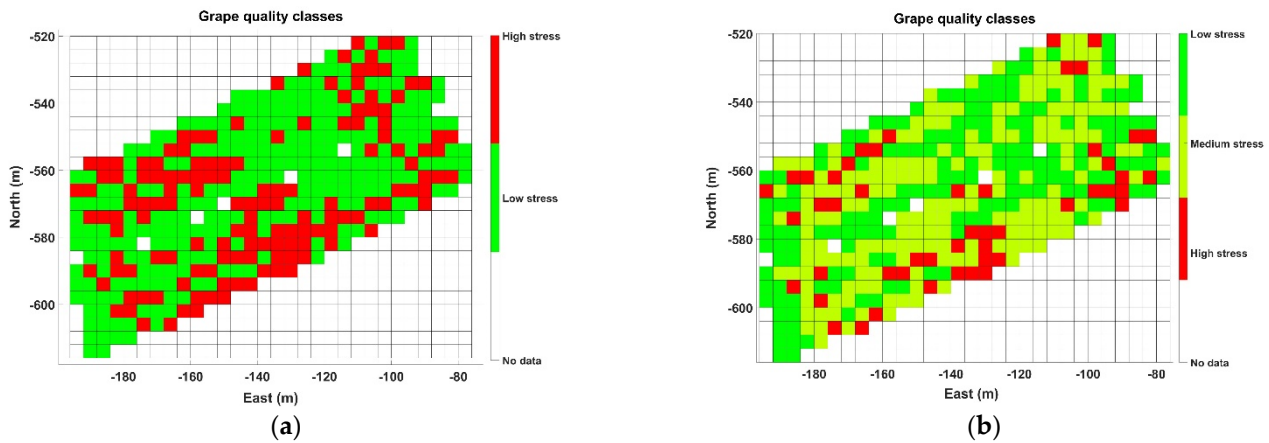 Grape quality classes
-520
-540
-560
-580
-600
North (m)
-180
-160
-140
-120
-100
-80
East (m)
High stress
Low stress
No data
(a)
Grape quality classes
-520
-540
-560
-580
-600
North (m)
-180
-160
-140
-120
-100
-80
East (m)
Low stress
Medium stress
High stress
No data
(b)